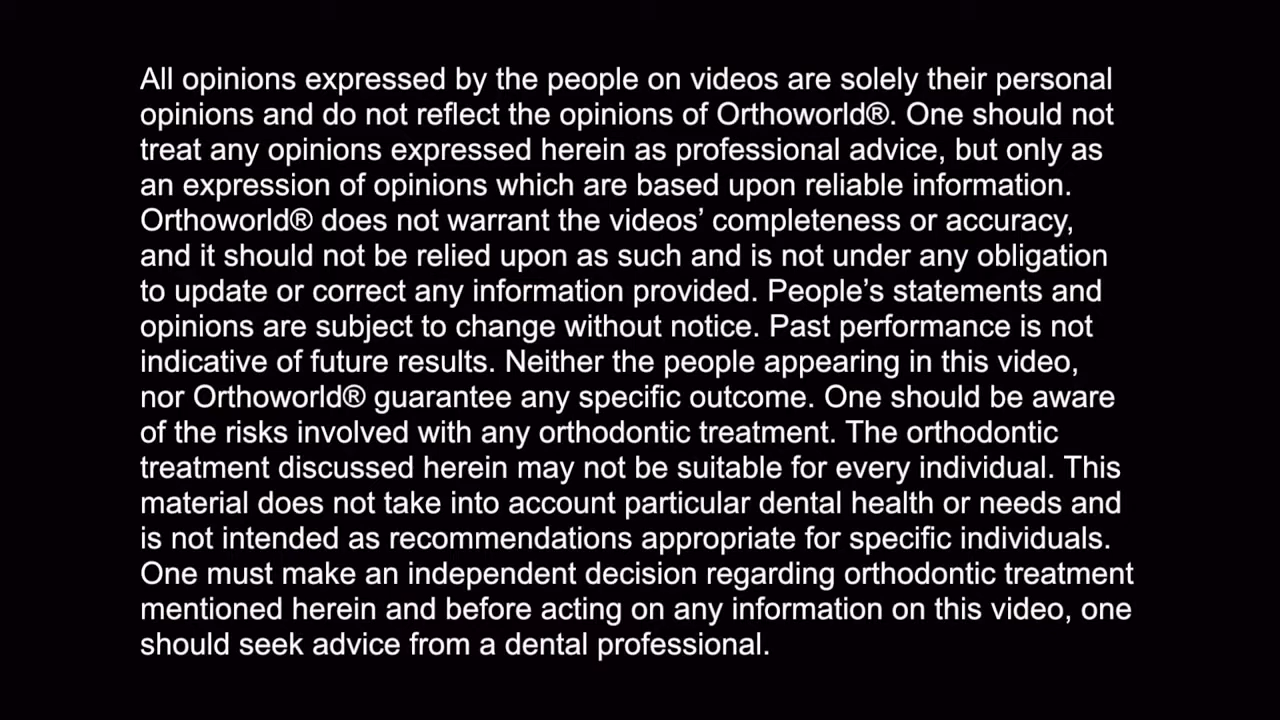 All opinions expressed by the people on videos are solely their personal
opinions and do not reflect the opinions of Orthoworld®. One should not
treat any opinions expressed herein as professional advice, but only as
an expression of opinions which are based upon reliable information.
Orthoworld® does not warrant the videos’ completeness or accuracy,
and it should not be relied upon as such and is not under any obligation
to update or correct any information provided. People’s statements and
opinions are subject to change without notice. Past performance is not
indicative of future results. Neither the people appearing in this video,
nor Orthoworld® guarantee any specific outcome. One should be aware
of the risks involved with any orthodontic treatment. The orthodontic
treatment discussed herein may not be suitable for every individual. This
material does not take into account particular dental health or needs and
is not intended as recommendations appropriate for specific individuals.
One must make an independent decision regarding orthodontic treatment
mentioned herein and before acting on any information on this video, one
should seek advice from a dental professional.